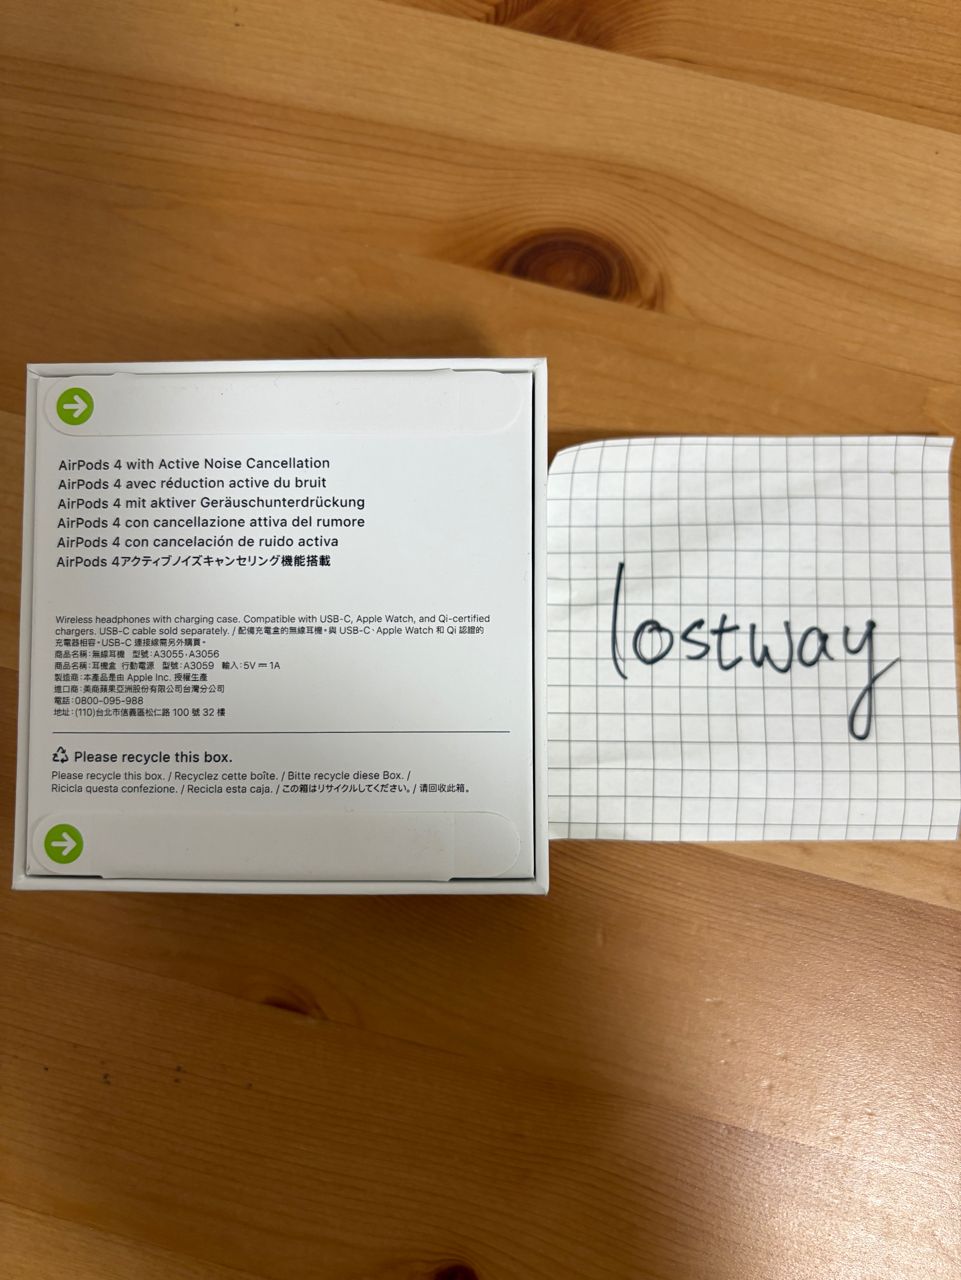 AirPods 4 with Active Noise Cancellation
AirPods 4 avec réduction active du bruit
AirPods 4 mit aktiver Geräuschunterdrückung
AirPods 4 con cancellazione attiva del rumore
AirPods 4 con cancelación de ruido activa
AirPods 4アクティブノイズキャンセリング機能搭載
Wireless headphones with charging case. Compatible with USB-C, Apple Watch, and Qi-certified
chargers. USB-C cable sold separately. / 配備充電盒的無線耳機。與 USB-C、Apple Watch 和 Qi 認證的
充電器相容。USB-C 連接線需另外購買。
商品名稱：無線耳機 型號：A3055、A3056
商品名稱：耳機盒 行動電源 型號：A3059 輸入：5V ⎓ 1A
製造商：本產品是由 Apple Inc. 授權生產
進口商：美商蘋果亞洲股份有限公司台灣分公司
電話：0800-095-988
地址：(110)台北市信義區松仁路 100 號 32 樓
Please recycle this box.
Please recycle this box. / Recyclez cette boîte. / Bitte recycle diese Box. /
Ricicla questa confezione. / Recicla esta caja. / この箱はリサイクルしてください。/ 请回收此箱。
lostway